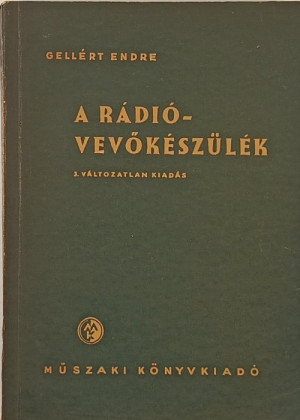 GELLÉRT ENDRE
A RÁDIÓ-
VEVŐKÉSZÜLÉK
2. VÁLTOZATLAN KIADÁS
MŰSZAKI KÖNYVKIADÓ